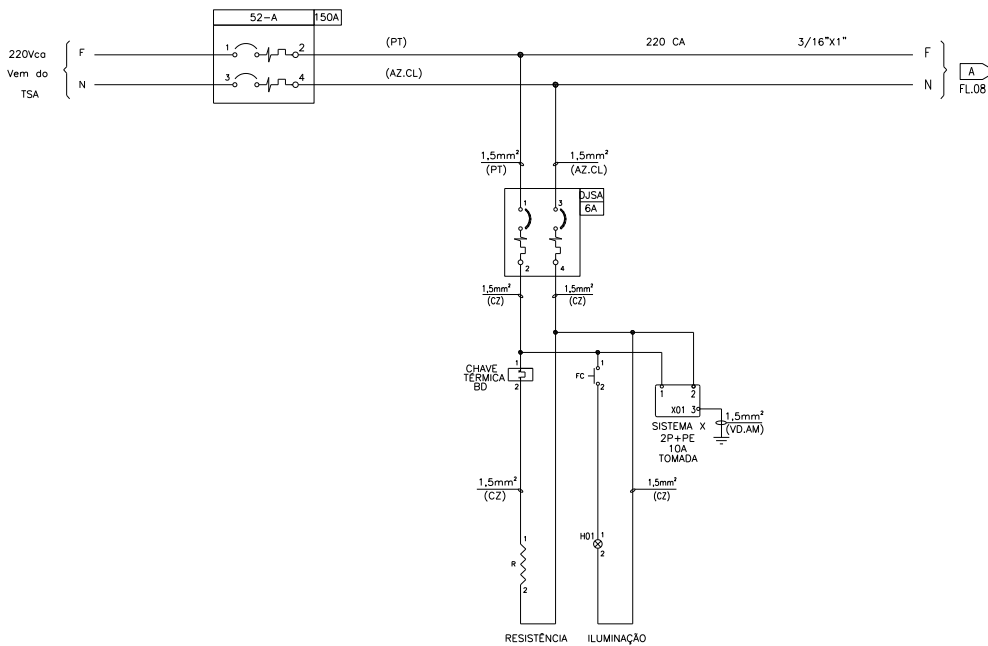 52-A 150A
220Vca
Vem do
TSA
F 1 2 (PT) 220 CA 3/16"X1" F
N 3 4 (AZ.CL) N
A
FL.08
1,5mm² 1,5mm²
(PT) (AZ.CL)
DJSA
6A
1 3
2 4
1,5mm² 1,5mm²
(CZ) (CZ)
CHAVE
TÉRMICA
BD
1
2
FC 1
2
1 2
X01 3
SISTEMA X
2P+PE
10A
TOMADA
1,5mm²
(VD.AM)
1,5mm² 1,5mm²
(CZ) (CZ)
R 1
2
H01 1
2
RESISTÊNCIA ILUMINAÇÃO